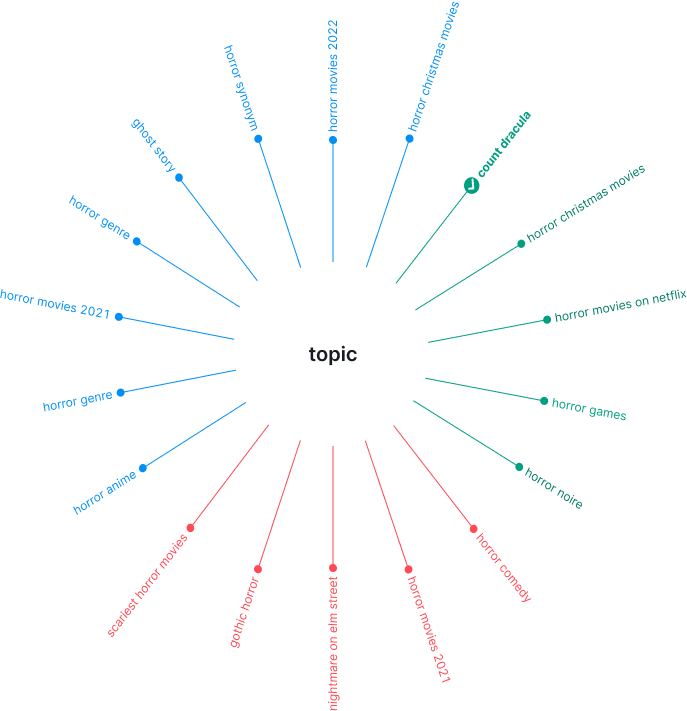 horror movies 2022
horror christmas movies
count dracula
horror christmas movies
horror movies on netflix
horror games
horror noire
horror comedy
horror movies 2021
nightmare on elm street
gothic horror
scariest horror movies
horror anime
horror genre
horror movies 2021
horror genre
ghost story
horror synonym
topic